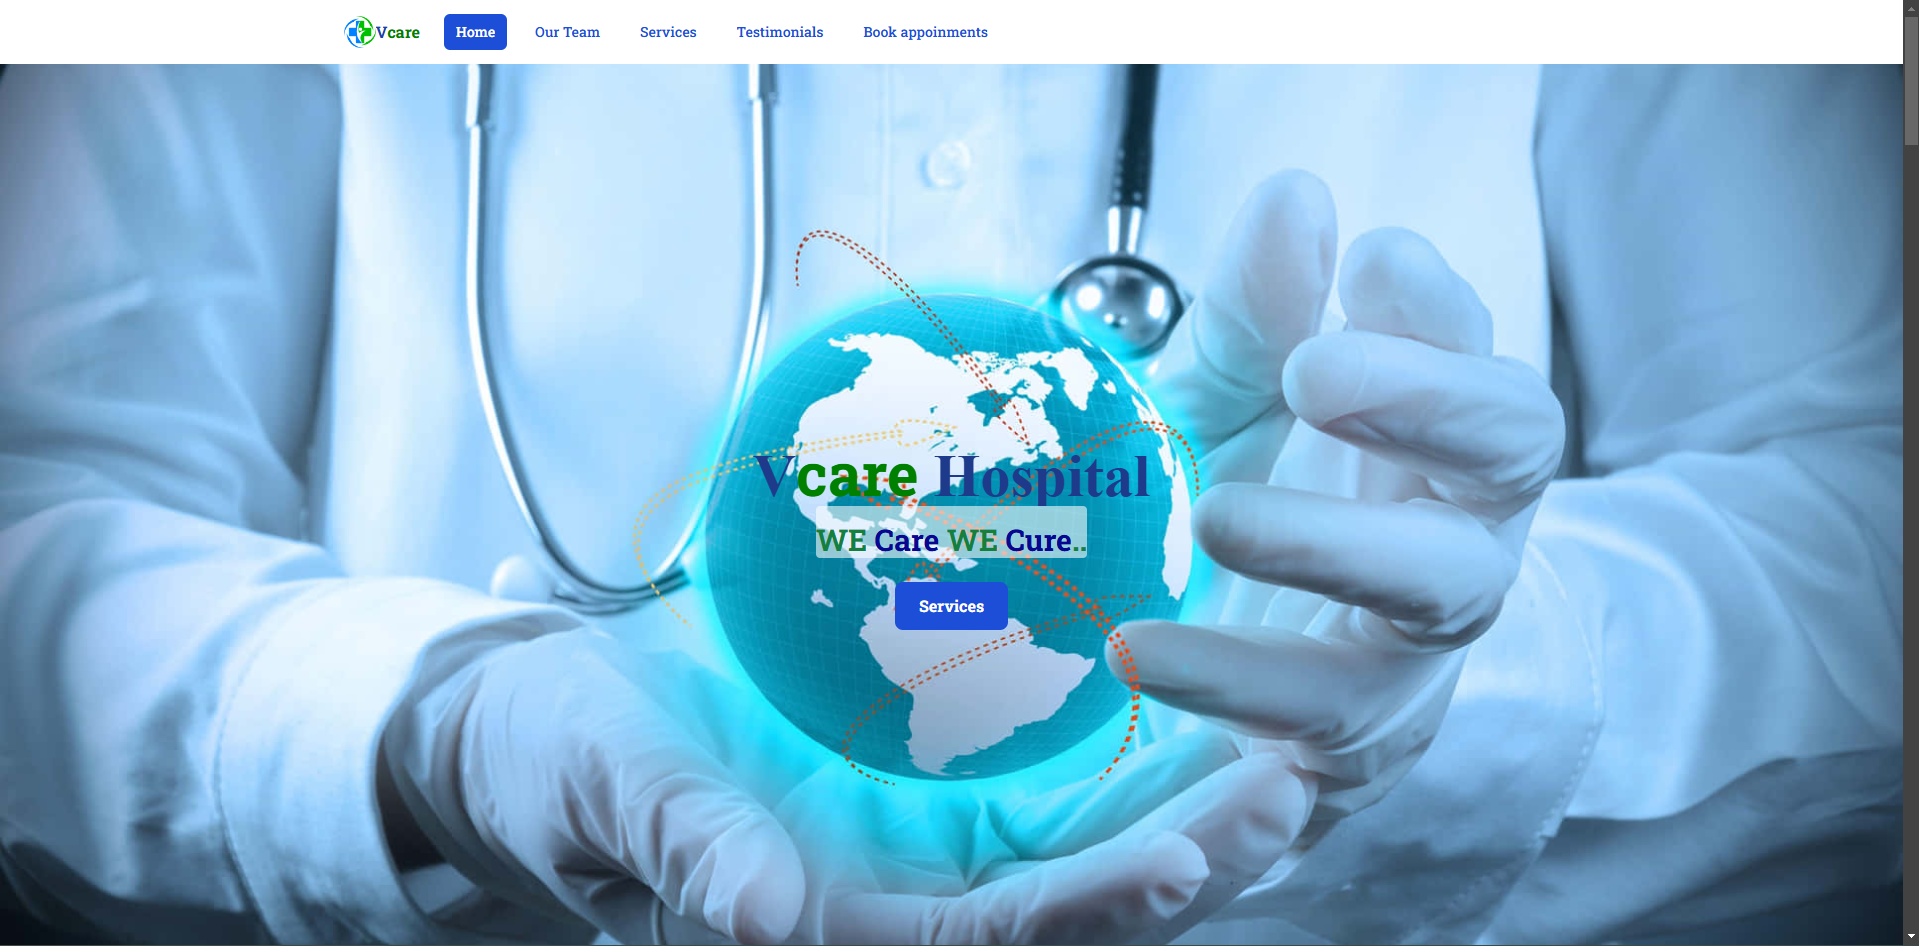 Vcare Home Our Team Services Testimonials Book appoinments
Vcare Hospital
WE Care WE Cure..
Services